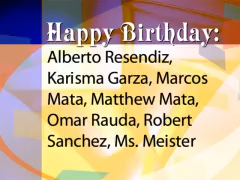 Happy Birthday:
Alberto Resendiz,
Karisma Garza, Marcos
Mata, Matthew Mata,
Omar Rauda, Robert
Sanchez, Ms. Meister